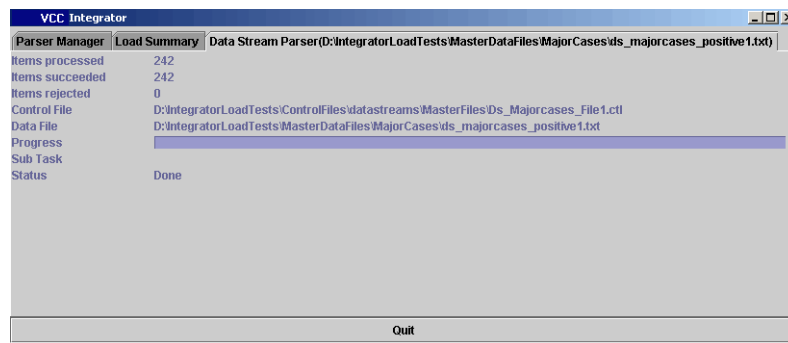 VCC Integrator
Parser Manager Load Summary Data Stream Parser(D:\IntegratorLoadTests\MasterDataFiles\MajorCases\ds_majorcases_positive1.txt)
Items processed 242
Items succeeded 242
Items rejected 0
Control File D:\IntegratorLoadTests\ControlFiles\datastreams\MasterFiles\Ds_Majorcases_File1.ctl
Data File D:\IntegratorLoadTests\MasterDataFiles\MajorCases\ds_majorcases_positive1.txt
Progress
Sub Task
Status Done
Quit